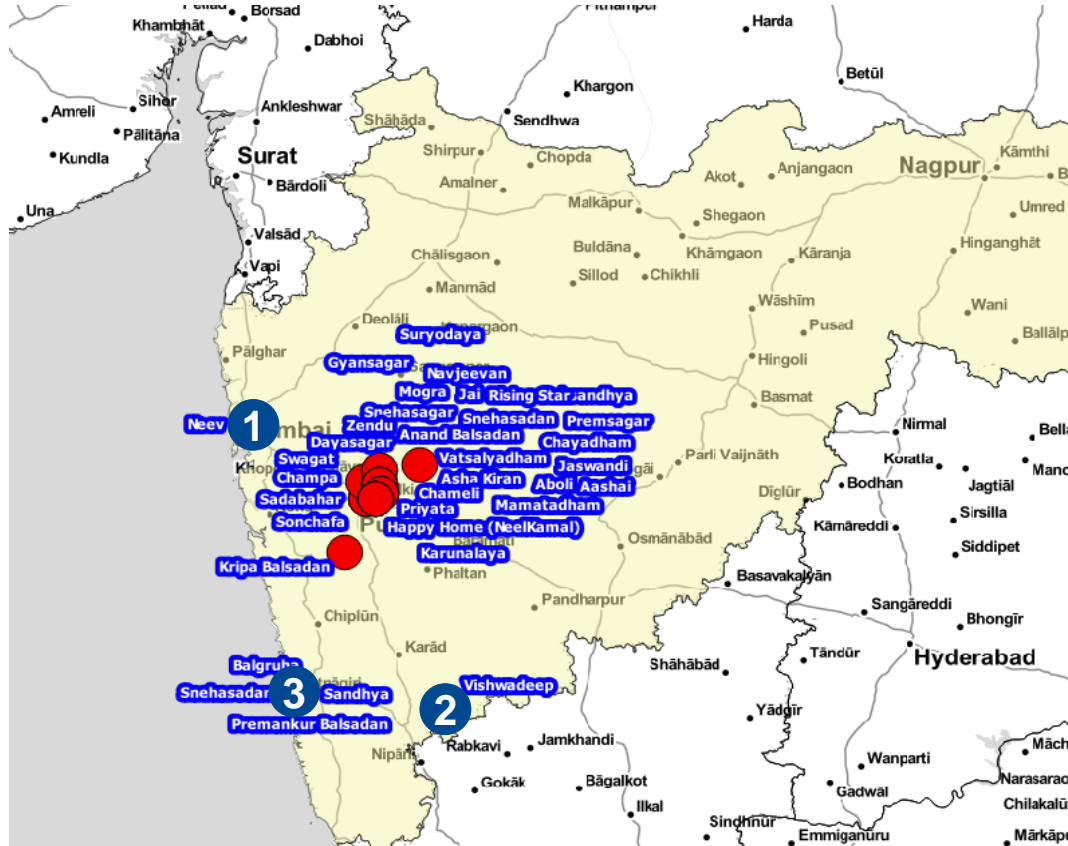 Borsad
Khambhāt
Dabhoi
Harda
Betūl
Amreli
Sihor
Ankleshwar
Khargon
Sendhwa
Pālitāna
Kundla
Shāhāda
Surat
Shirpur
Chopda
Anjangaon
Nagpur
Kāmthi
Bārdoli
Amalner
Akot
Una
Malkāpur
Shegaon
Umred
Valsād
Chālisgaon
Buldāna
Khāmgaon
Kāranja
Hinganghāt
Vapi
Sillod
Chikhli
Manmād
Wāshīm
Wani
Deolāli
Suryodaya
Pusad
Pālghar
Gyansagar
Navjeevan
Hingoli
Mogra
Jai
Rising Star
Basmat
Snehasagar
Snehasadan
Premsagar
Neev
1
Zendu
Nirmal
Dayasagar
Anand Balsadan
Chayadham
Swagat
Vatsalyadham
Jaswandi
Parli Vaijnāth
Koratla
Champa
Asha Kiran
Aboli
Aashai
Bodhan
Jagtiāl
Sadabahar
Chameli
Dīglūr
Priyata
Mamatadham
Sirsilla
Sonchafa
Happy Home (NeelKamal)
Kāmāreddi
Osmānābād
Siddipet
Karunalaya
Kripa Balsadan
Phaltan
Basavakalyān
Pandharpur
Sangāreddi
Chiplūn
Bhongīr
Karād
Tāndūr
Hyderabad
Balgruha
Shāhābād
Snehasadan
3
Sandhya
Vishwadeep
2
Premankur Balsadan
Yādgīr
Nipāni
Rabkavi
Jamkhandi
Wanparti
Gokāk
Bāgalkot
Gadwāl
Ilkal
Sindhnūr
Emmiganūru